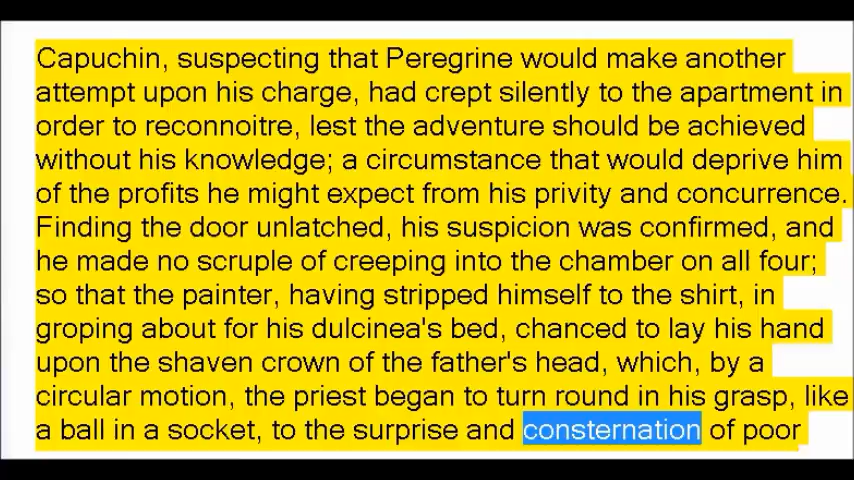 Capuchin, suspecting that Peregrine would make another
attempt upon his charge, had crept silently to the apartment in
order to reconnoitre, lest the adventure should be achieved
without his knowledge; a circumstance that would deprive him
of the profits he might expect from his privity and concurrence.
Finding the door unlatched, his suspicion was confirmed, and
he made no scruple of creeping into the chamber on all four;
so that the painter, having stripped himself to the shirt, in
groping about for his dulcinea's bed, chanced to lay his hand
upon the shaven crown of the father's head, which, by a
circular motion, the priest began to turn round in his grasp, like
a ball in a socket, to the surprise and consternation of poor